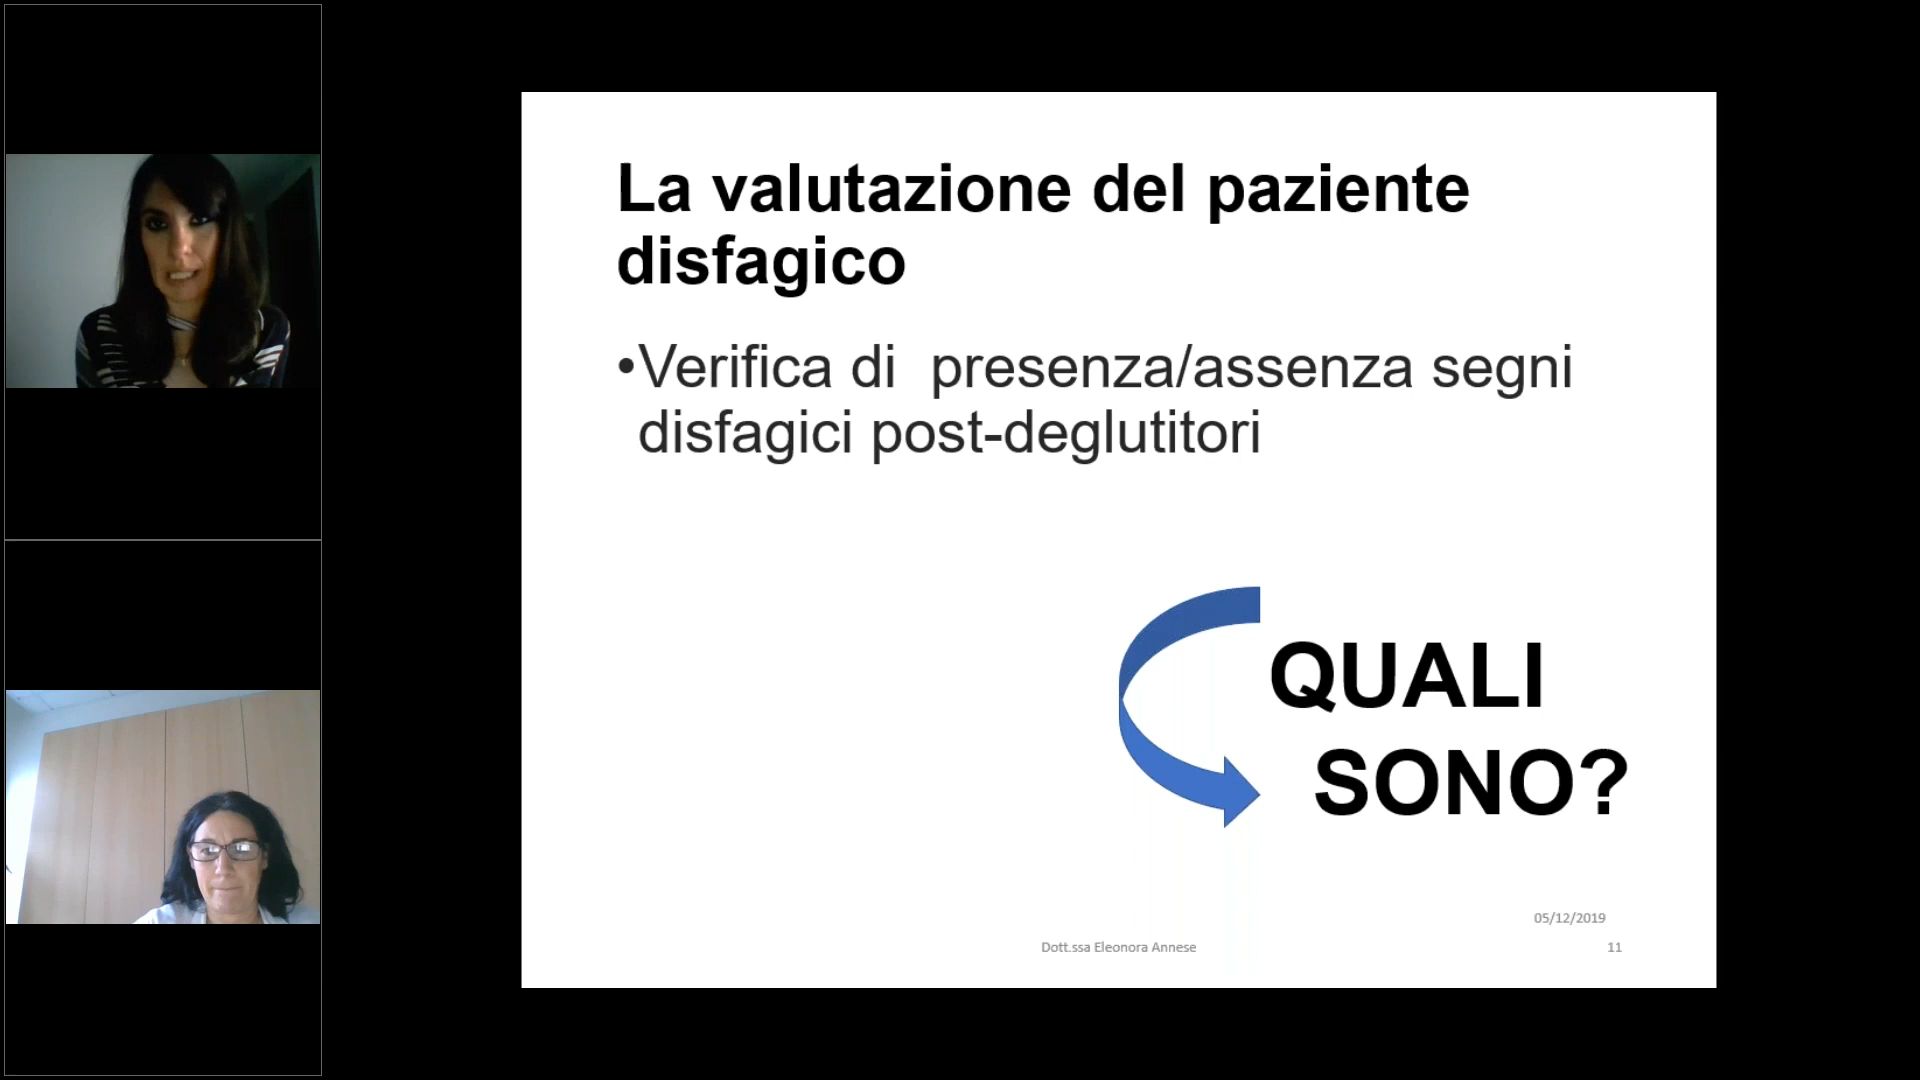 La valutazione del paziente
disfagico
•Verifica di  presenza/assenza segni
disfagici post-deglutitori
QUALI
SONO?
05/12/2019
Dott.ssa Eleonora Annese
11